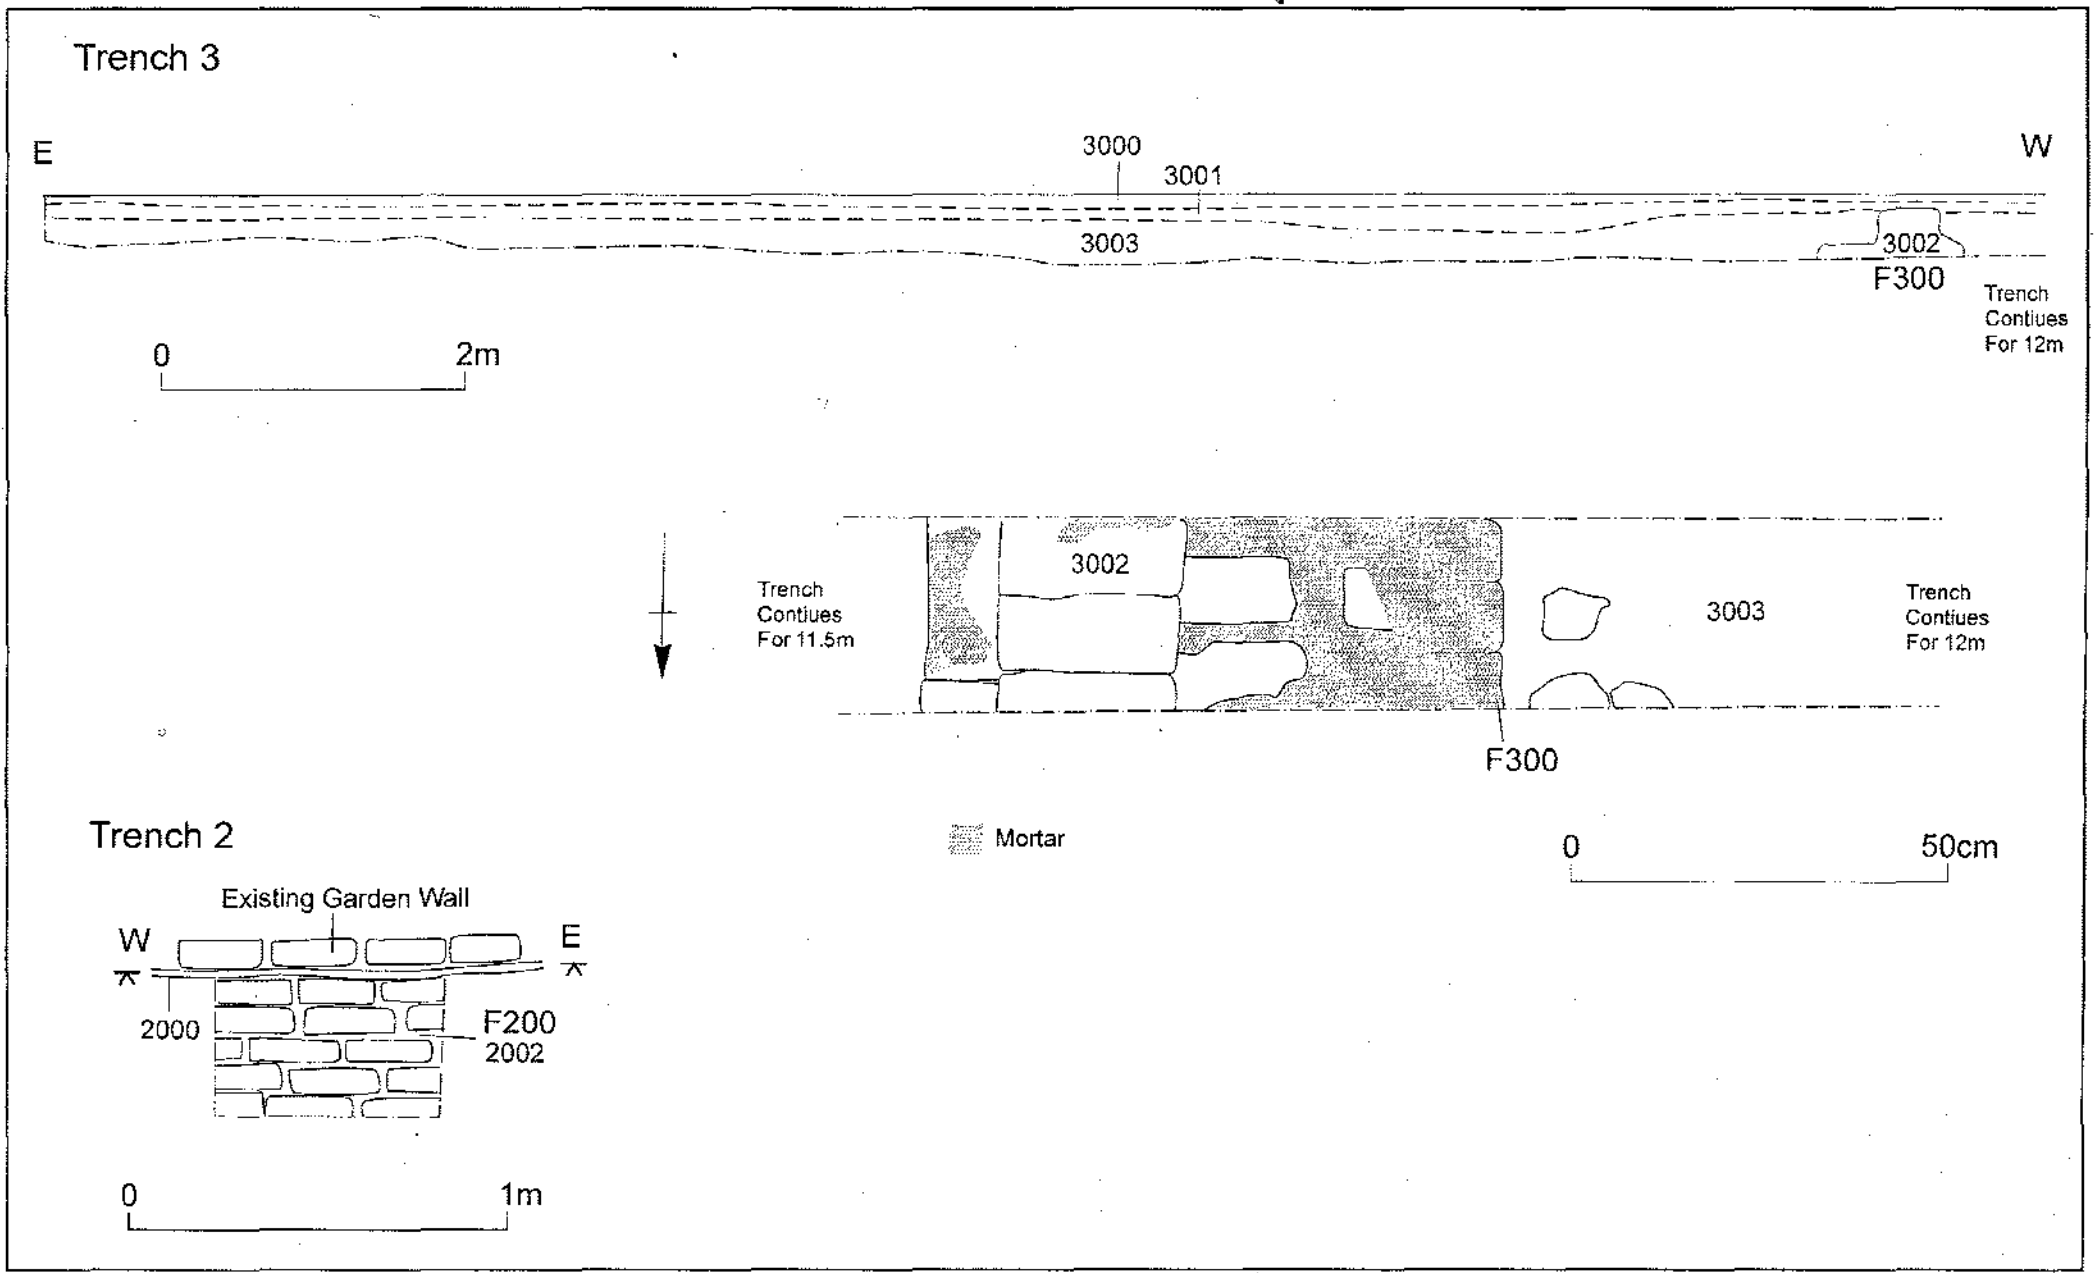 Trench 3
E
W
3000
3001
3003
3002
F300
Trench
Contiues
For 12m
0
2m
Trench
Contiues
For 11.5m
3002
3003
Trench
Contiues
For 12m
F300
Mortar
0
50cm
Trench 2
Existing Garden Wall
W
E
2000
F200
2002
0
1m